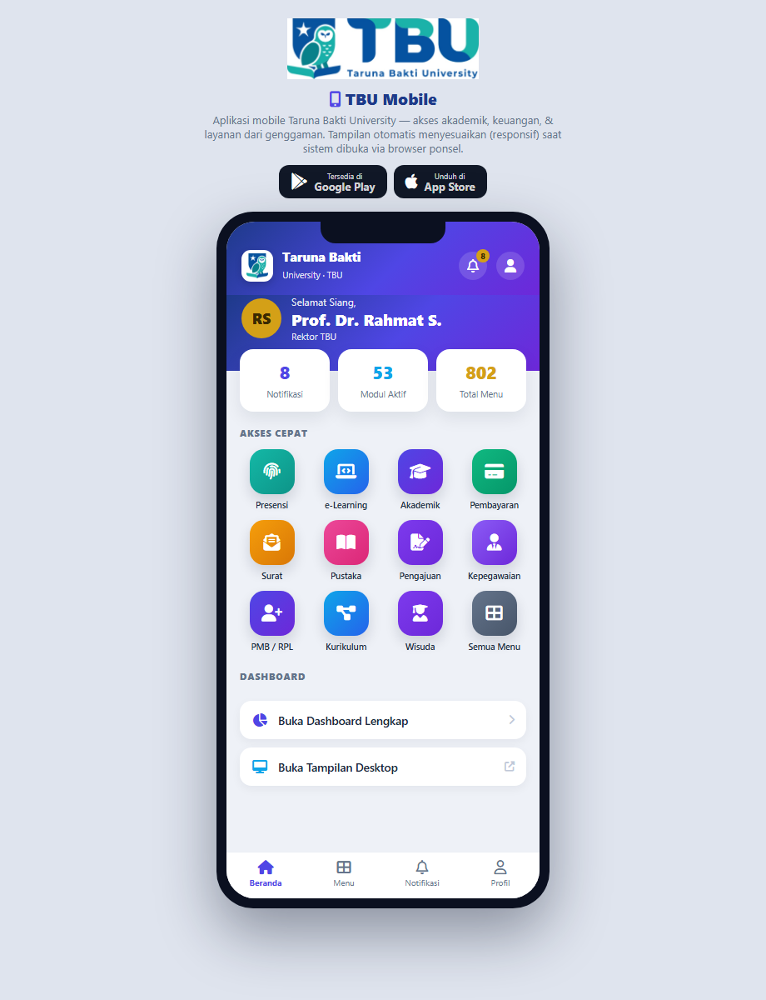 TBU
Taruna Bakti University
TBU Mobile
Aplikasi mobile Taruna Bakti University — akses akademik, keuangan, &
layanan dari genggaman. Tampilan otomatis menyesuaikan (responsif) saat
sistem dibuka via browser ponsel.
Tersedia di
Google Play
Unduh di
App Store
Taruna Bakti
University · TBU
8
Selamat Siang,
RS
Prof. Dr. Rahmat S.
Rektor TBU
8
53
802
Notifikasi
Modul Aktif
Total Menu
AKSES CEPAT
Presensi
e-Learning
Akademik
Pembayaran
Surat
Pustaka
Pengajuan
Kepegawaian
PMB / RPL
Kurikulum
Wisuda
Semua Menu
DASHBOARD
Buka Dashboard Lengkap
Buka Tampilan Desktop
Beranda
Menu
Notifikasi
Profil